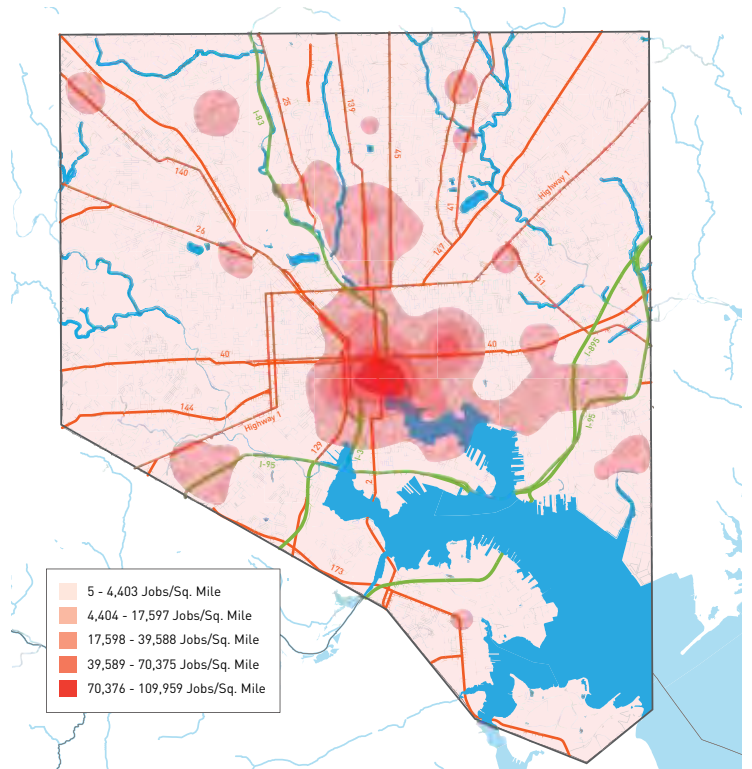 I-83
25
139
45
140
41
147
Highway 1
26
151
40
40
I-895
144
I-95
Highway 1
129
I-95
2
173
5 - 4,403 Jobs/Sq. Mile
4,404 - 17,597 Jobs/Sq. Mile
17,598 - 39,588 Jobs/Sq. Mile
39,589 - 70,375 Jobs/Sq. Mile
70,376 - 109,959 Jobs/Sq. Mile